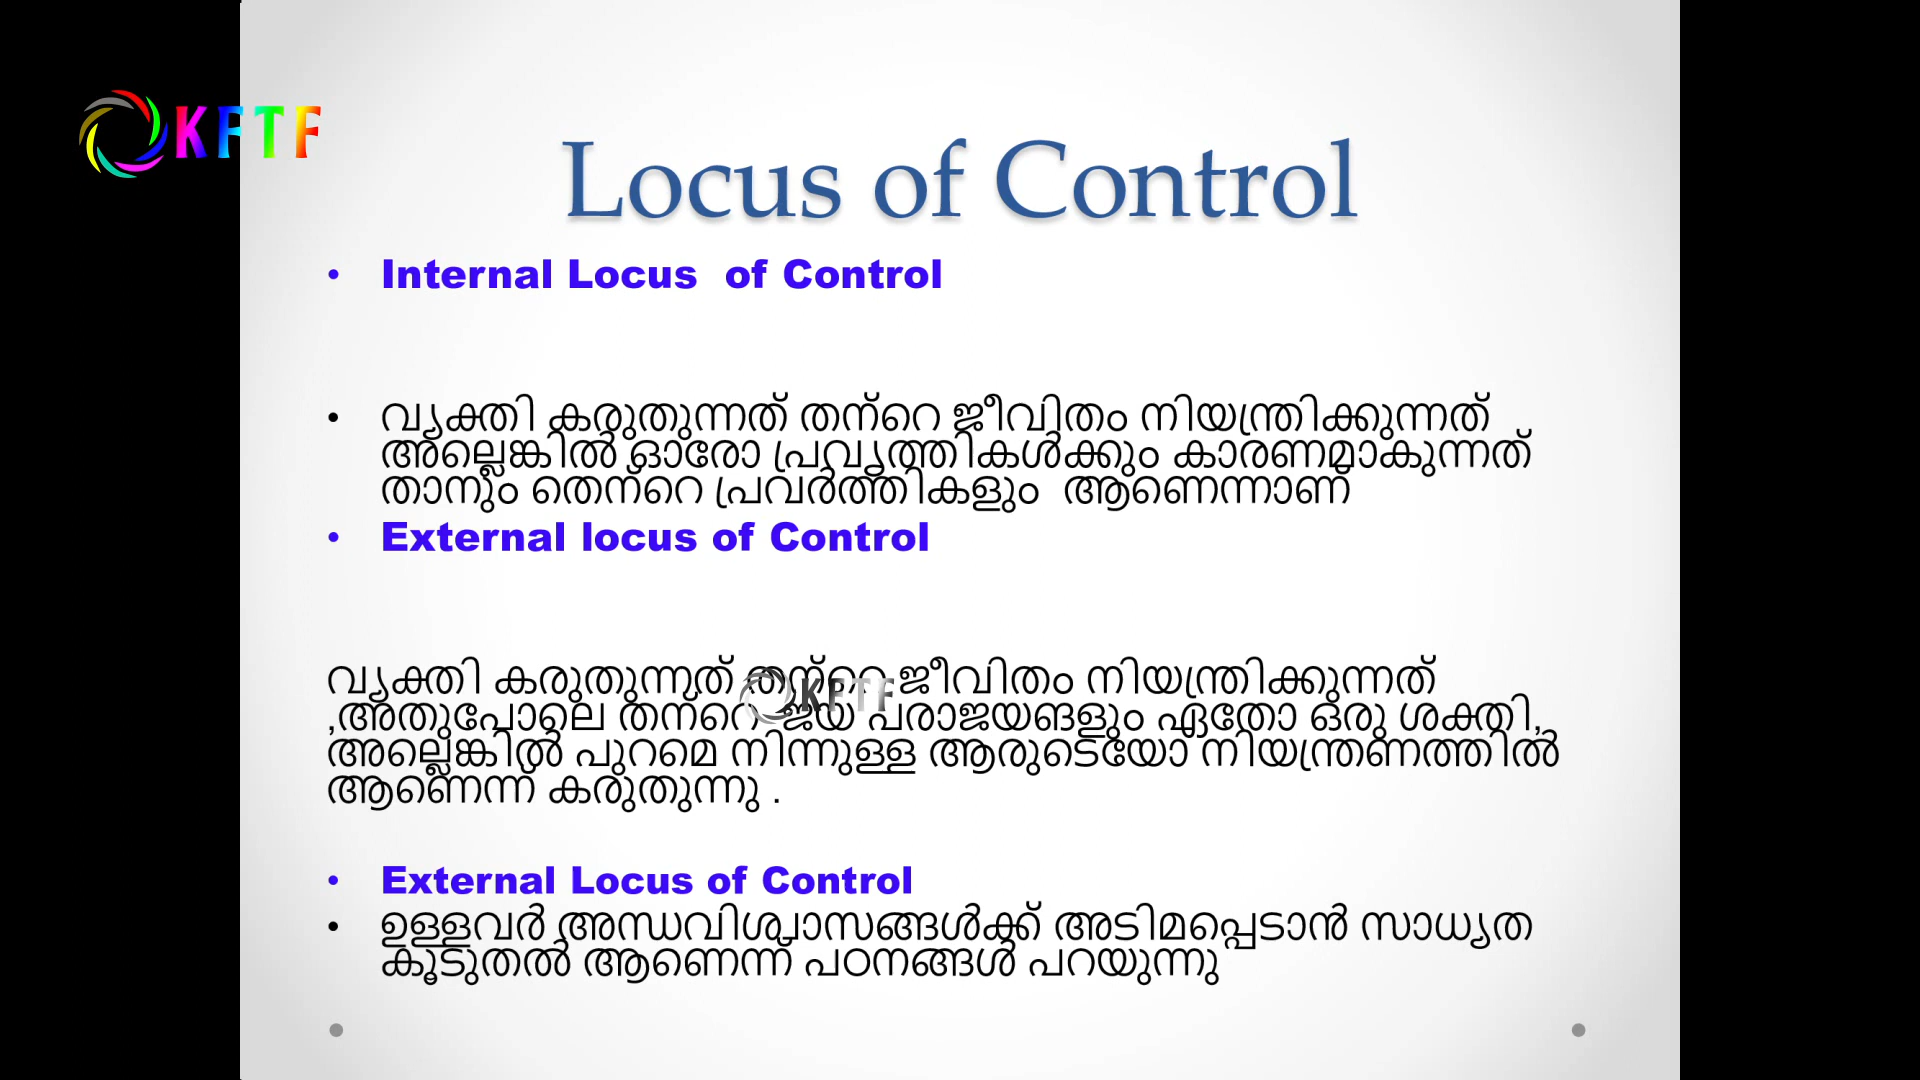 KFTF
Locus of Control
• Internal Locus of Control
• വ്യക്തി കരുതുന്നത് തന്റെ ജീവിതം നിയന്ത്രിക്കുന്നത്
അല്ലെങ്കിൽ ഓരോ പ്രവൃത്തികൾക്കും കാരണമാകുന്നത്
താനും തെന്റെ പ്രവർത്തികളും ആണെന്നാണ്
• External locus of Control
വ്യക്തി കരുതുന്നത് തന്റെ ജീവിതം നിയന്ത്രിക്കുന്നത്
,അതുപോലെ തന്റെ ജയ പരാജയങളും ഏതോ ഒരു ശക്തി,
അല്ലെങ്കിൽ പുറമെ നിന്നുള്ള ആരുടെയോ നിയന്ത്രണത്തിൽ
ആണെന്ന് കരുതുന്നു .
KFTF
• External Locus of Control
• ഉള്ളവർ അന്ധവിശ്വാസങ്ങൾക്ക് അടിമപ്പെടാൻ സാധ്യത
കൂടുതൽ ആണെന്ന് പഠനങ്ങൾ പറയുന്നു